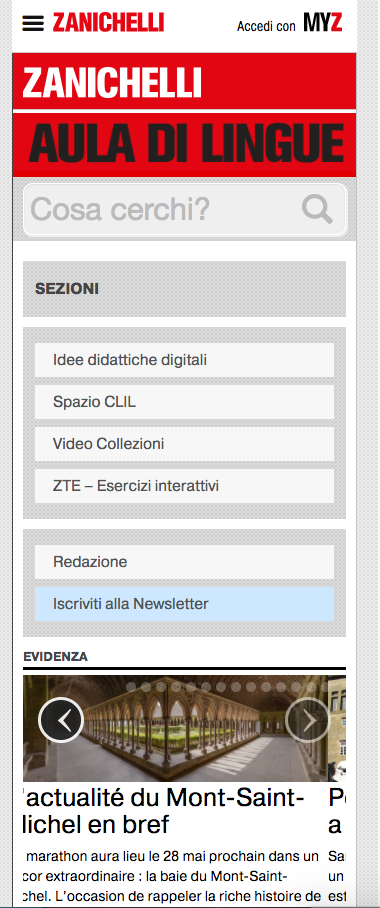 ZANICHELLI Accedi con MYZ
ZANICHELLI
AULA DI LINGUE
Cosa cerchi?
SEZIONI
Idee didattiche digitali
Spazio CLIL
Video Collezioni
ZTE – Esercizi interattivi
Redazione
Iscriviti alla Newsletter
EVIDENZA
'actualité du Mont-Saint-
lichel en bref
marathon aura lieu le 28 mai prochain dans un
cor extraordinaire : la baie du Mont-Saint-
chel. L'occasion de rappeler la riche histoire de
a
un